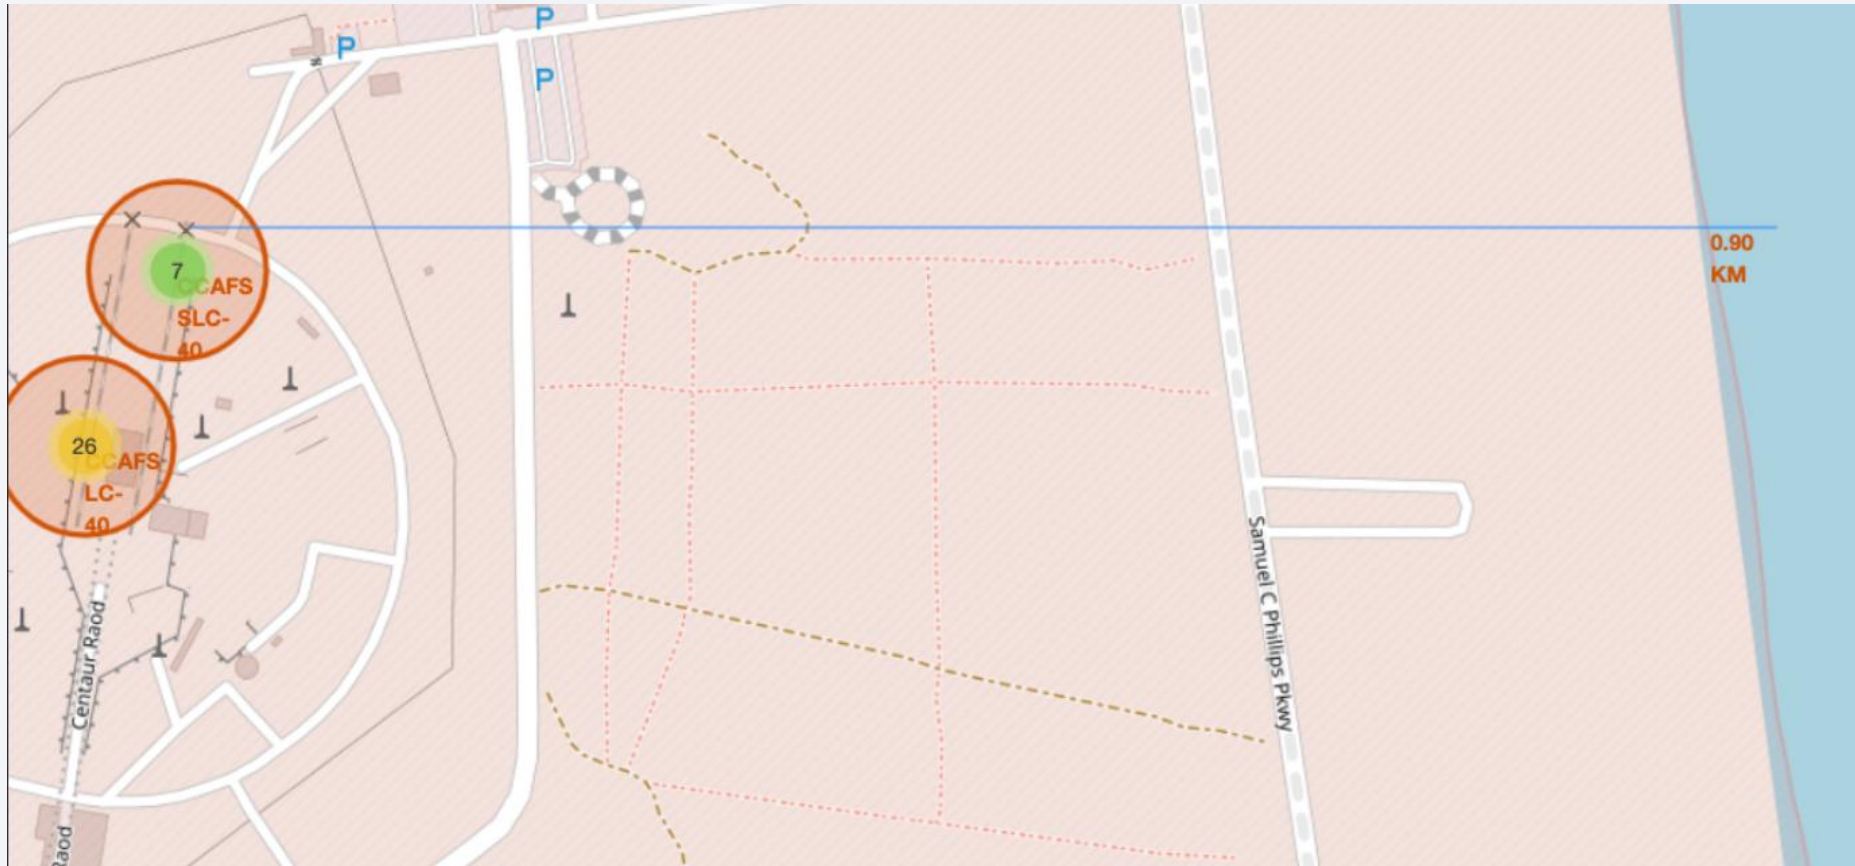 P
P
P
7
CCAFS
SLC-
40
0.90
KM
26
CCAFS
LC-
40
Samuel C Phillips Pkwy
Centaur Raod
Raod